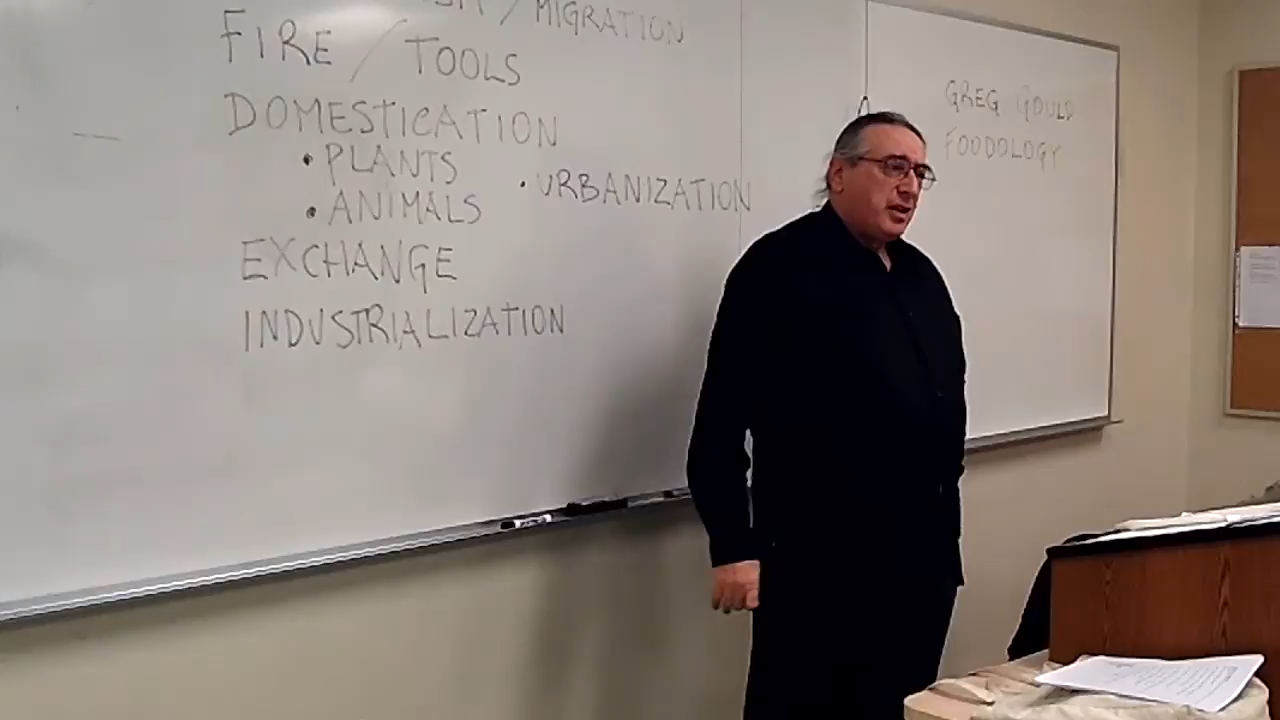 / MIGRATION
FIRE / TOOLS
DOMESTICATION
• PLANTS
• URBANIZATION
• ANIMALS
EXCHANGE
INDUSTRIALIZATION
GREG GOULD
FOODOLOGY